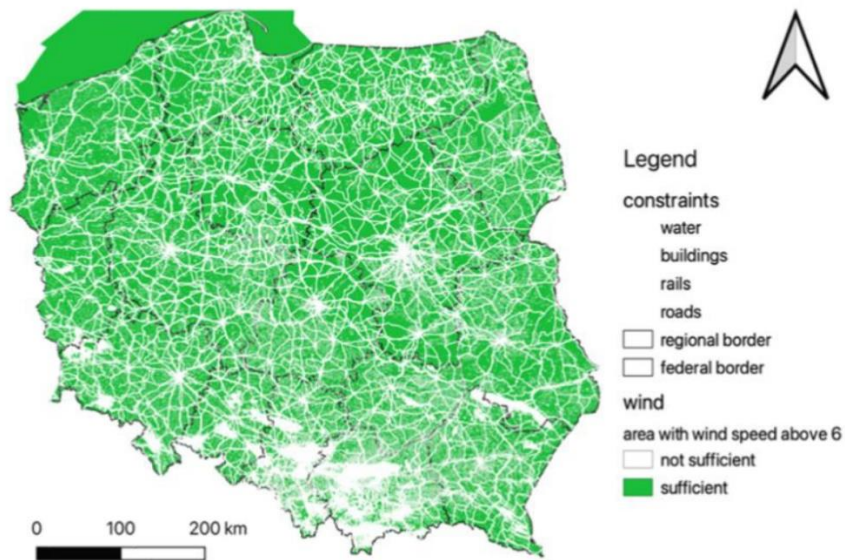 Legend
constraints
water
buildings
rails
roads
regional border
federal border
wind
area with wind speed above 6
not sufficient
sufficient
0 100 200 km